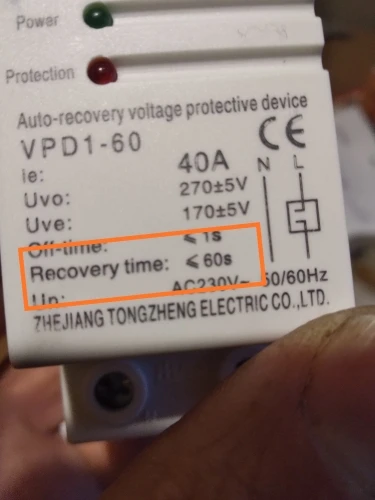 Power
Protection
Auto-recovery voltage protective device
VPD1-60
CE
Ie: 40A N L
Uvo: 270±5V
Uve: 170±5V
Off-time: ≤1s
Recovery time: ≤60s
Un: AC230V~ 50/60Hz
ZHEJIANG TONGZHENG ELECTRIC CO.,LTD.